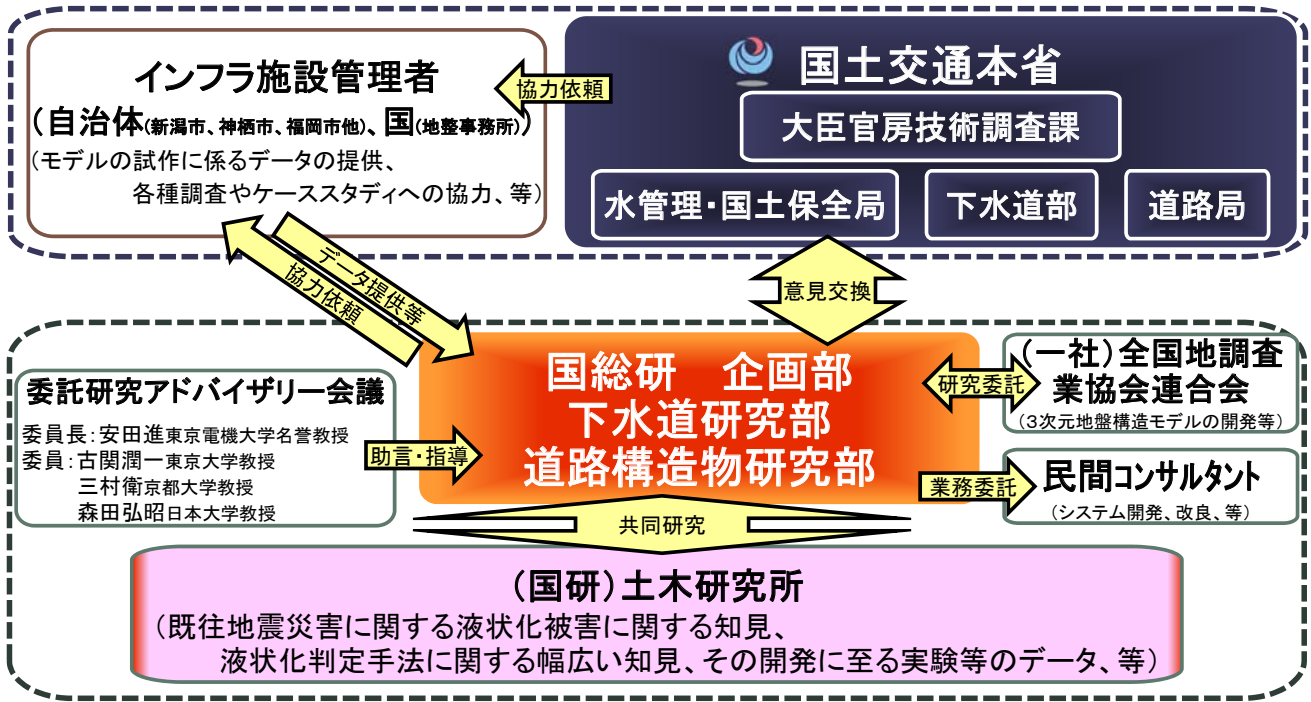 インフラ施設管理者
（自治体(新潟市、神栖市、福岡市他)、国(地整事務所)）
（モデルの試作に係るデータの提供、
各種調査やケーススタディへの協力、等）
協力依頼
国土交通本省
大臣官房技術調査課
水管理・国土保全局
下水道部
道路局
データ提供等
協力依頼
意見交換
委託研究アドバイザリー会議
委員長：安田進東京電機大学名誉教授
委員：古関潤一東京大学教授
三村衛京都大学教授
森田弘昭日本大学教授
助言・指導
国総研　企画部
下水道研究部
道路構造物研究部
研究委託
（一社）全国地調査
業協会連合会
（３次元地盤構造モデルの開発等）
業務委託
民間コンサルタント
（システム開発、改良、等）
共同研究
（国研）土木研究所
（既往地震災害に関する液状化被害に関する知見、
液状化判定手法に関する幅広い知見、その開発に至る実験等のデータ、等）